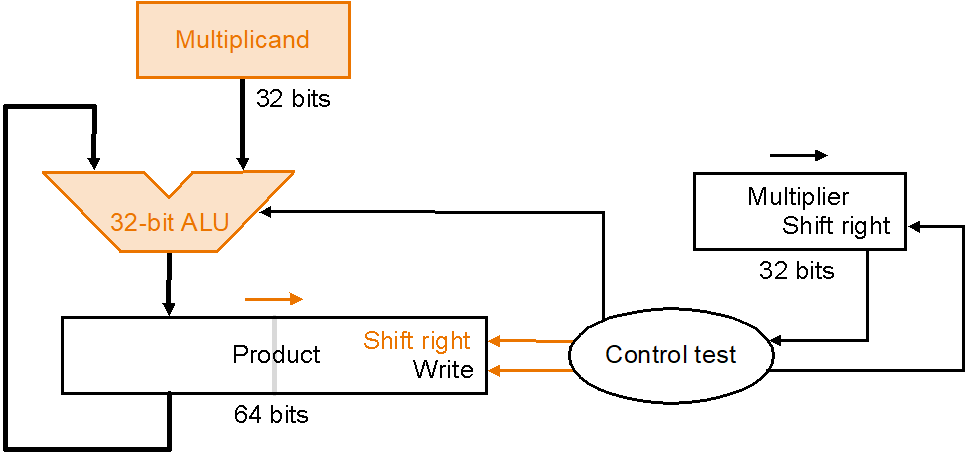 Multiplicand
32 bits
Multiplier
Shift right
32-bit ALU
32 bits
Product
Shift right
Write
Control test
64 bits